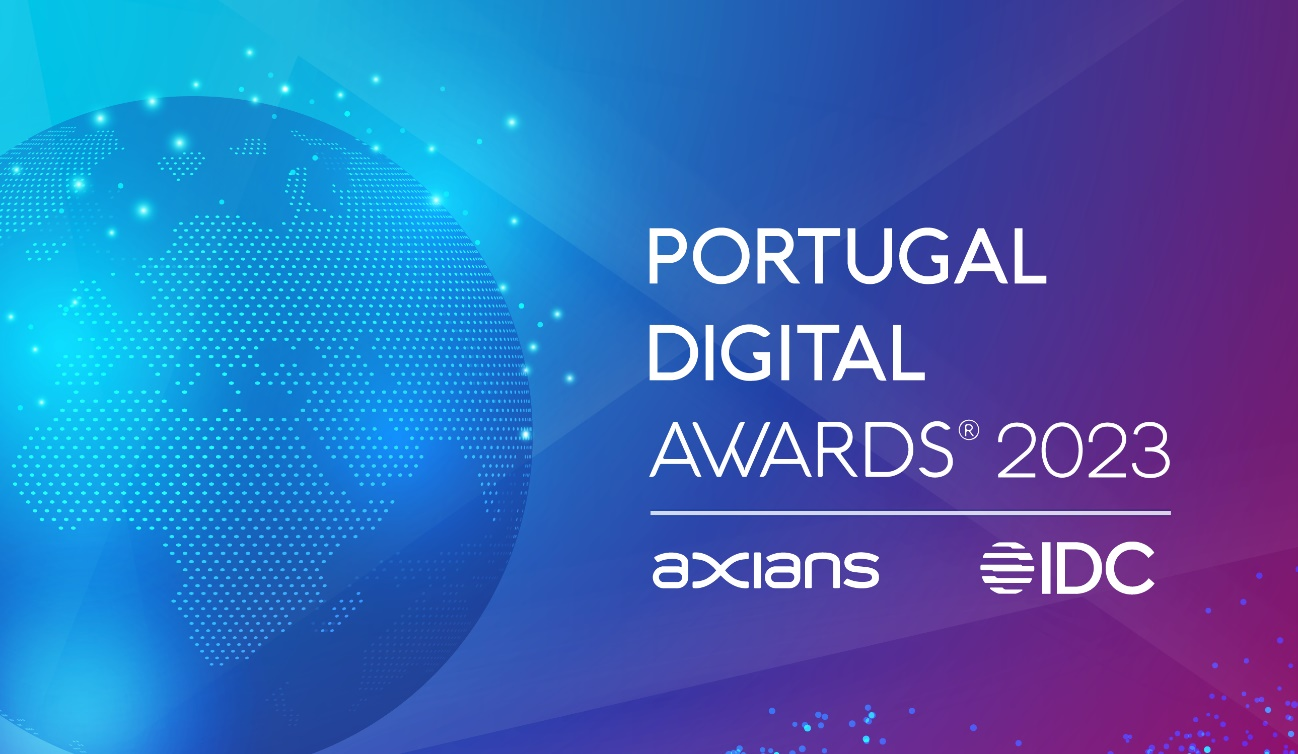 PORTUGAL
DIGITAL
AWARDS® 2023
axians IDC